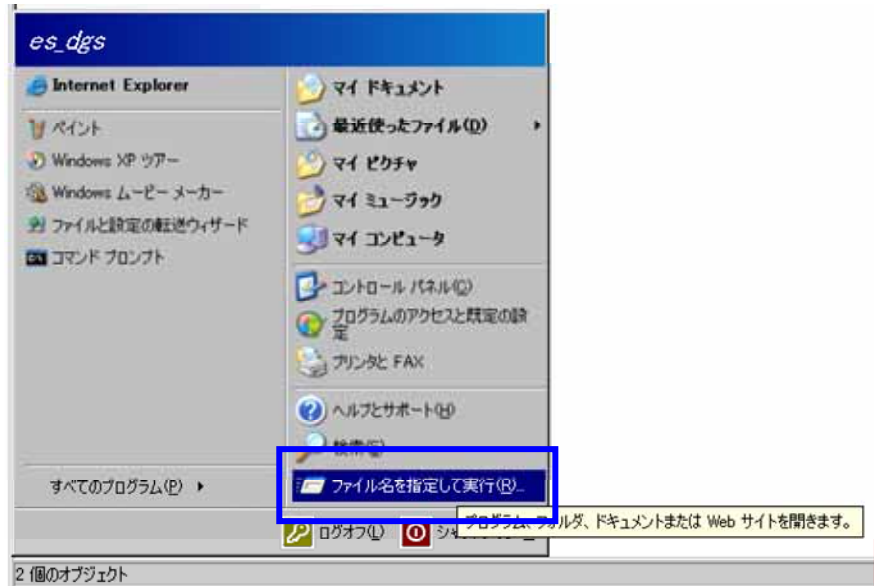 es_dgs
Internet Explorer
ペイント
Windows XP ツアー
Windows ムービー メーカー
ファイルと設定の転送ウィザード
コマンド プロンプト
すべてのプログラム(P)
マイ ドキュメント
最近使ったファイル(D)
マイ ピクチャ
マイ ミュージック
マイ コンピュータ
コントロール パネル(C)
プログラムのアクセスと既定の設
定
プリンタと FAX
ヘルプとサポート(H)
検索(S)
ファイル名を指定して実行(R)...
プログラム、フォルダ、ドキュメントまたは Web サイトを開きます。
ログオフ(L)
2 個のオブジェクト